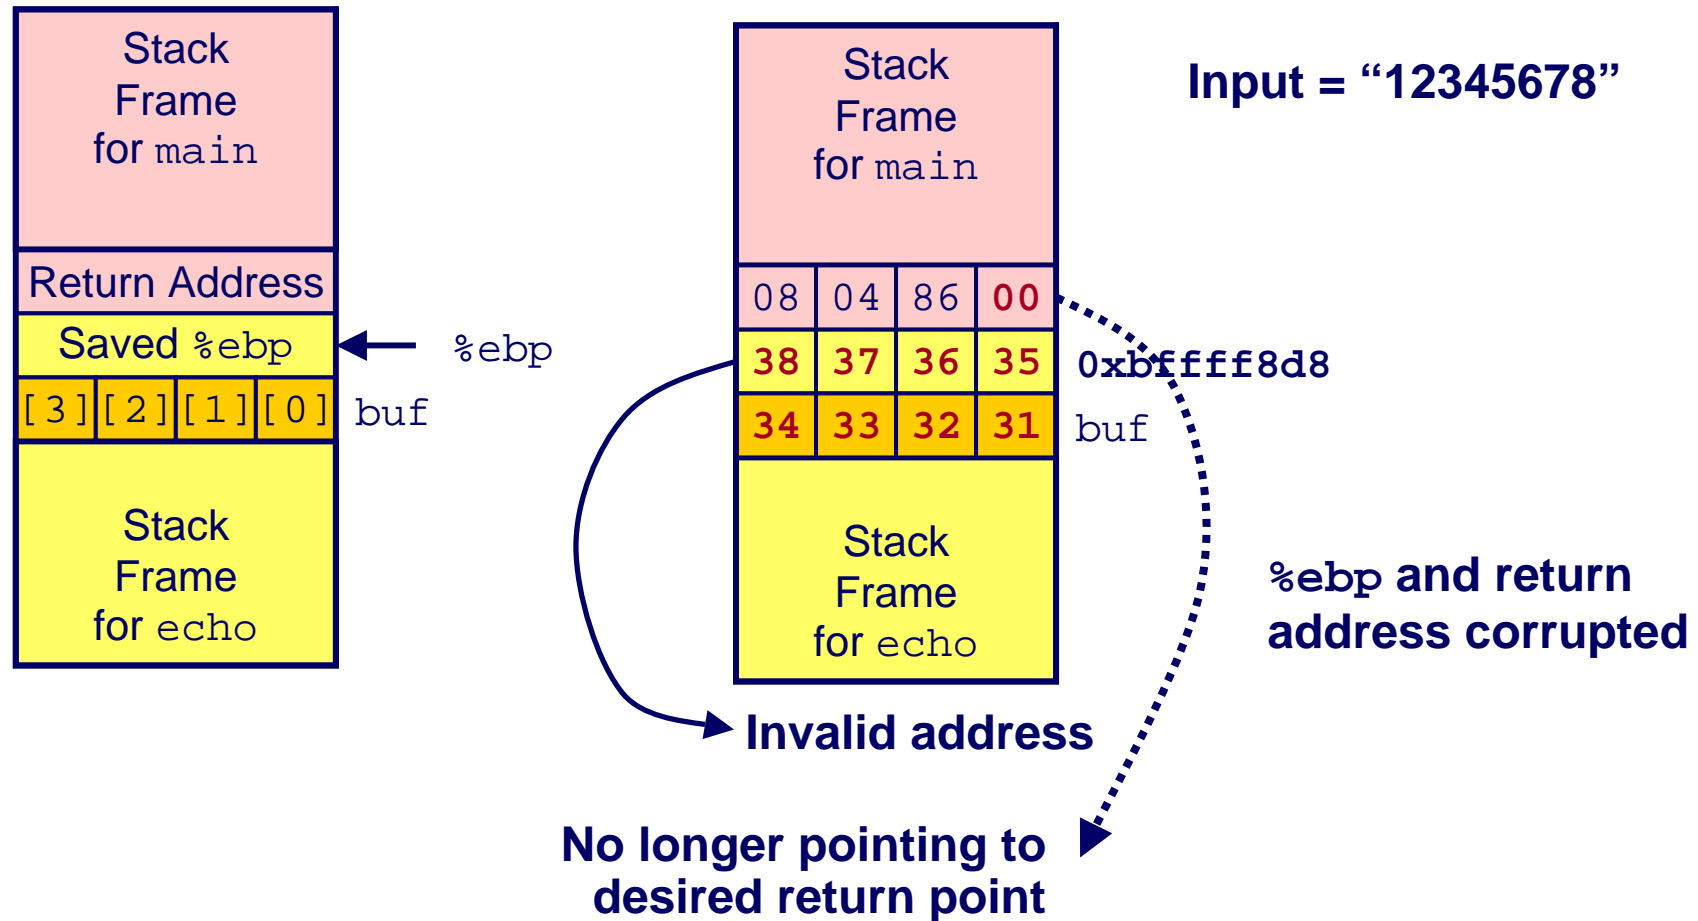 Stack
Frame
for main
Return Address
Saved %ebp
%ebp
[3] [2] [1] [0]
buf
Stack
Frame
for echo
Stack
Frame
for main
08 04 86 00
38 37 36 35
0xbffff8d8
34 33 32 31
buf
Stack
Frame
for echo
Input = “12345678”
%ebp and return
address corrupted
Invalid address
No longer pointing to
desired return point